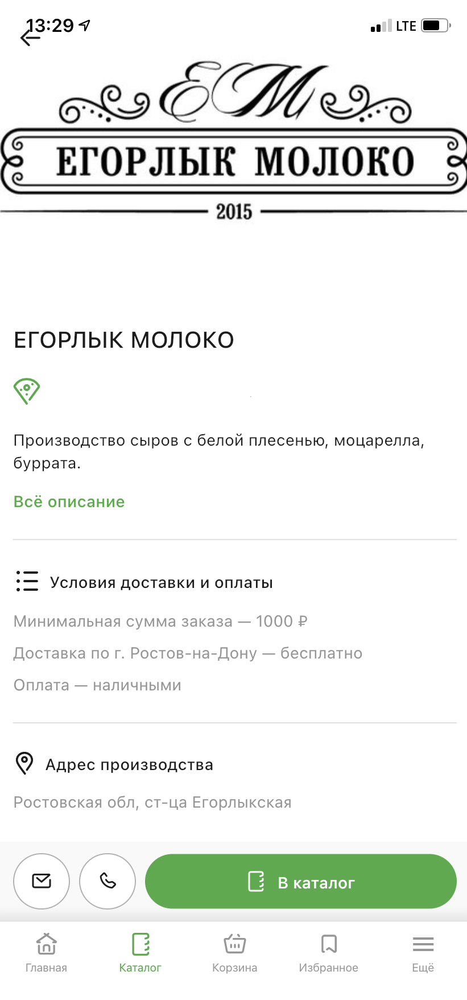 13:29
LTE
ЕМ
ЕГОРЛЫК МОЛОКО
2015
ЕГОРЛЫК МОЛОКО
Производство сыров с белой плесенью, моцарелла,
буррата.
Всё описание
Условия доставки и оплаты
Минимальная сумма заказа — 1000 ₽
Доставка по г. Ростов-на-Дону — бесплатно
Оплата — наличными
Адрес производства
Ростовская обл, ст-ца Егорлыкская
В каталог
Главная
Каталог
Корзина
Избранное
Ещё